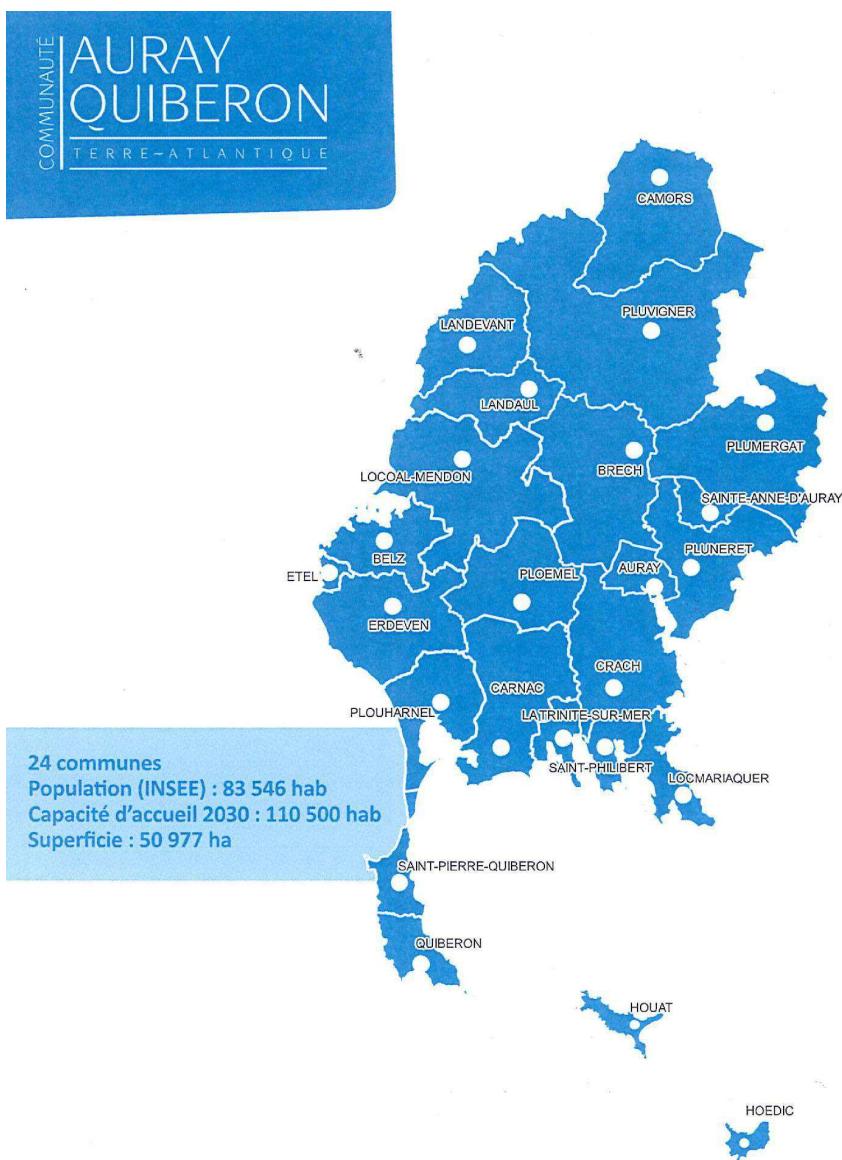 COMMUNAUTÉ
AURAY
QUIBERON
TERRE~ATLANTIQUE
CAMORS
PLUVIGNER
LANDEVANT
LANDAUL
PLUMERGAT
BRECH
LOCOAL-MENDON
SAINTE-ANNE-D'AURAY
PLUNERET
BELZ
ETEL
PLOEMEL
AURAY
ERDEVEN
CRACH
CARNAC
PLOUHARNEL
LA TRINITE-SUR-MER
SAINT-PHILIBERT
LOCMARIAQUER
24 communes
Population (INSEE) : 83 546 hab
Capacité d'accueil 2030 : 110 500 hab
Superficie : 50 977 ha
SAINT-PIERRE-QUIBERON
QUIBERON
HOUAT
HOEDIC